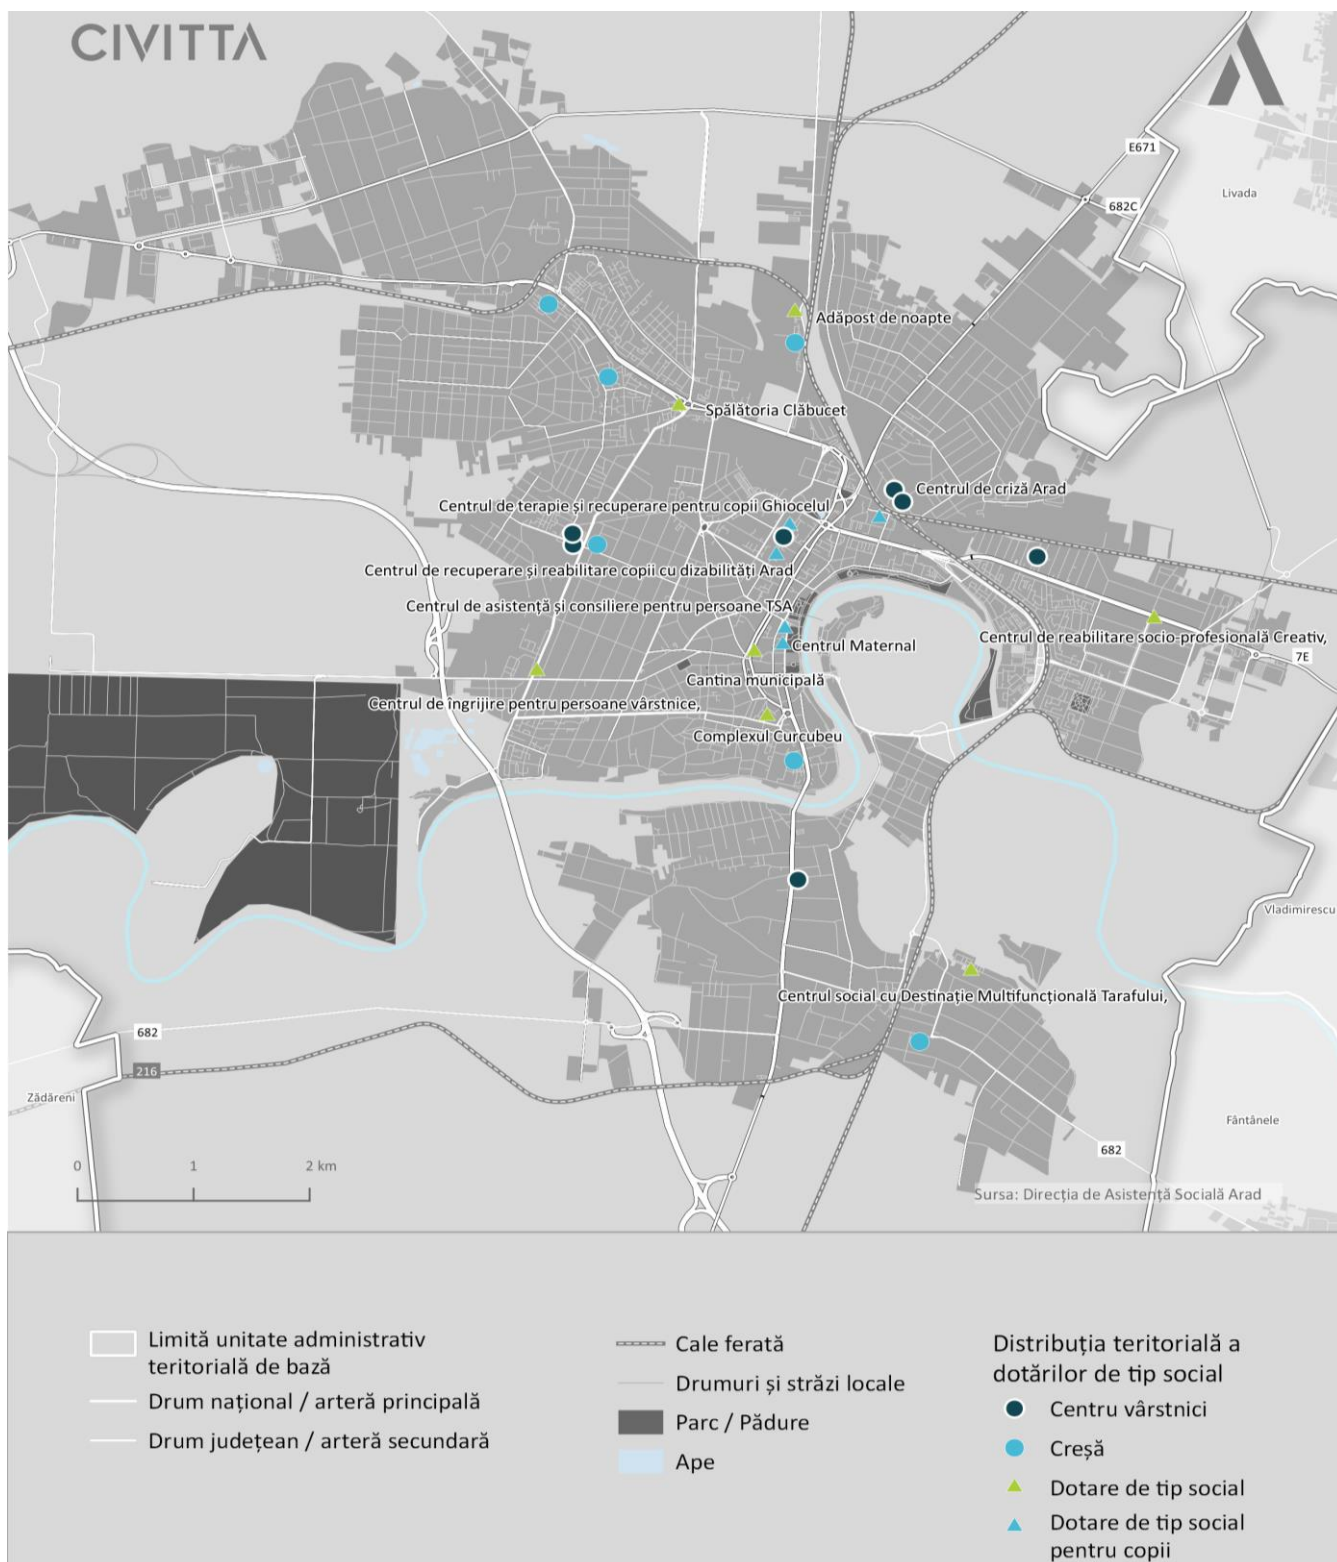 CIVITTA
E671
Livada
682C
Adăpost de noapte
Spălătoria Clăbucet
Centrul de criză Arad
Centrul de terapie și recuperare pentru copii Ghiocelul
Centrul de recuperare și reabilitare copii cu dizabilități Arad
Centrul de asistență și consiliere pentru persoane TSA
Centrul Maternal
Centrul de reabilitare socio-profesională Creativ,
7E
Cantina municipală
Centrul de îngrijire pentru persoane vârstnice,
Complexul Curcubeu
Vladimirescu
Centrul social cu Destinație Multifuncțională Tarafului,
682
216
Zădăreni
Fântânele
682
0 1 2 km
Sursa: Direcția de Asistență Socială Arad
Limită unitate administrativ
teritorială de bază
Drum național / arteră principală
Drum județean / arteră secundară
Cale ferată
Drumuri și străzi locale
Parc / Pădure
Ape
Distribuția teritorială a
dotărilor de tip social
Centru vârstnici
Creșă
Dotare de tip social
Dotare de tip social
pentru copii